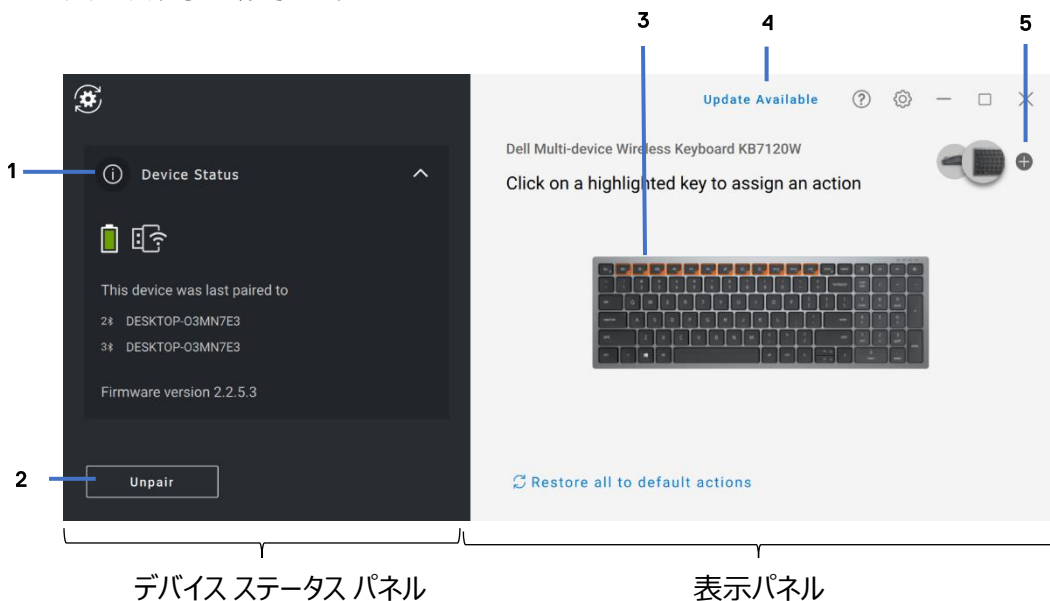 3
4
5
Update Available
1
Device Status
Dell Multi-device Wireless Keyboard KB7120W
Click on a highlighted key to assign an action
This device was last paired to
2 DESKTOP-O3MN7E3
3 DESKTOP-O3MN7E3
Firmware version 2.2.5.3
2
Unpair
Restore all to default actions
デバイス ステータス パネル
表示パネル